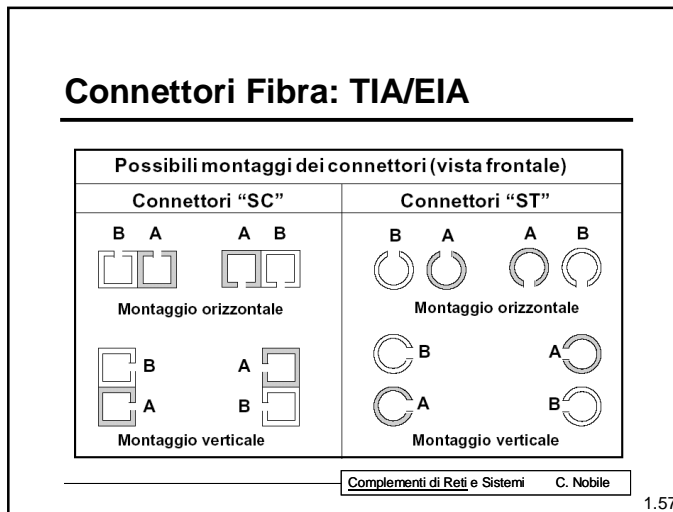 Connettori Fibra: TIA/EIA
Possibili montaggi dei connettori (vista frontale)
Connettori “SC”
Connettori “ST”
B A
A B
Montaggio orizzontale
B A
A B
Montaggio orizzontale
B
A
A
B
Montaggio verticale
B
A
A
B
Montaggio verticale
Complementi di Reti e Sistemi C. Nobile
1.57